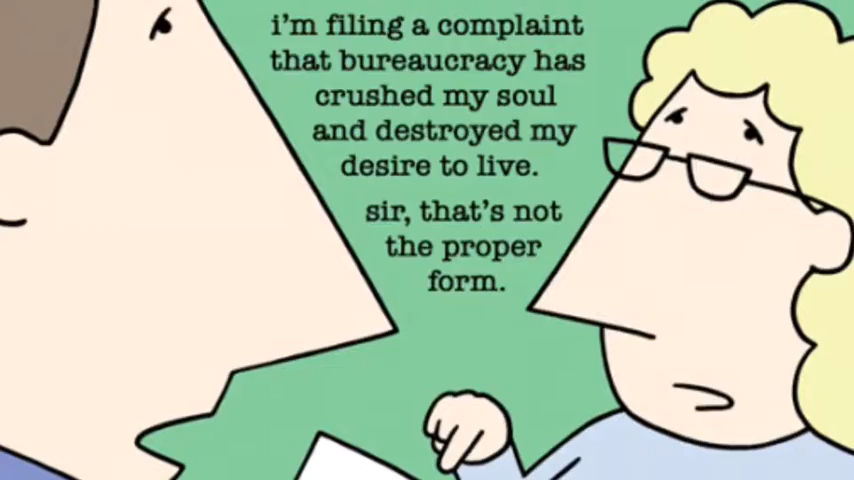 i'm filing a complaint
that bureaucracy has
crushed my soul
and destroyed my
desire to live.
sir, that's not
the proper
form.